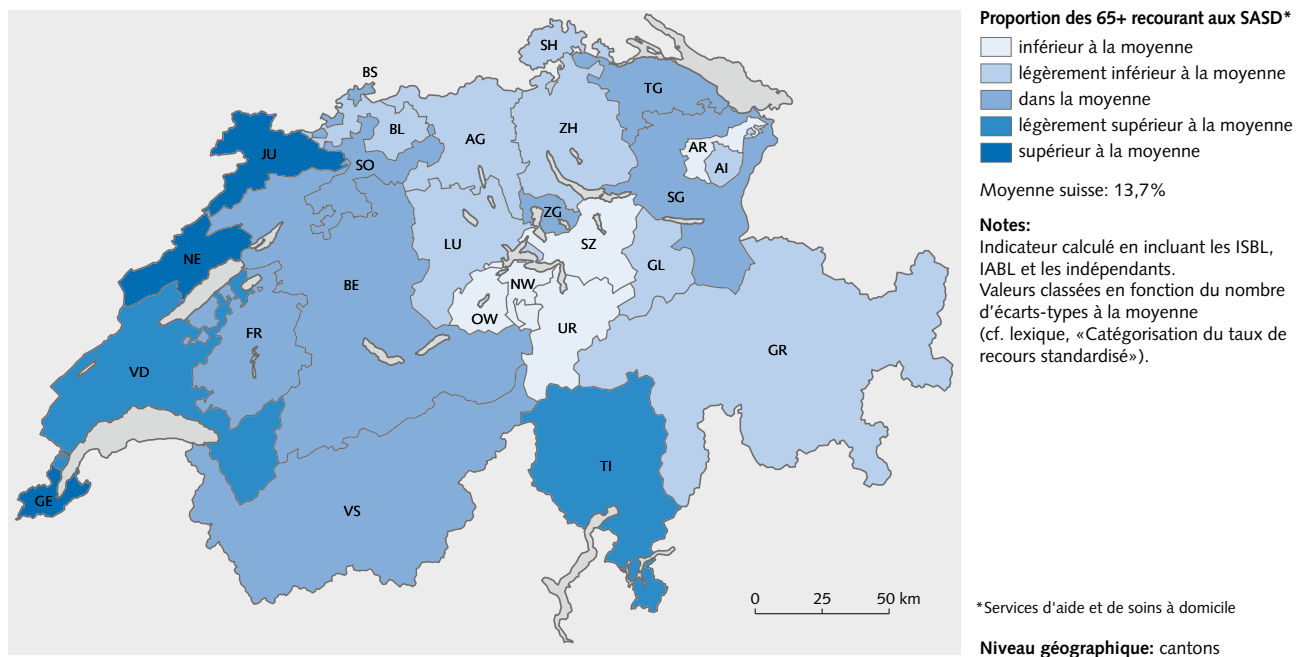 SH
BS
TG
BL
ZH
AG
AR
JU
SO
AI
SG
ZG
LU
SZ
NE
GL
NW
BE
OW
UR
FR
GR
VD
TI
GE
VS
0 25 50 km
Proportion des 65+ recourant aux SASD*
inférieur à la moyenne
légèrement inférieur à la moyenne
dans la moyenne
légèrement supérieur à la moyenne
supérieur à la moyenne
Moyenne suisse: 13,7%
Notes:
Indicateur calculé en incluant les ISBL,
IABL et les indépendants.
Valeurs classées en fonction du nombre
d'écarts-types à la moyenne
(cf. lexique, «Catégorisation du taux de
recours standardisé»).
*Services d'aide et de soins à domicile
Niveau géographique: cantons